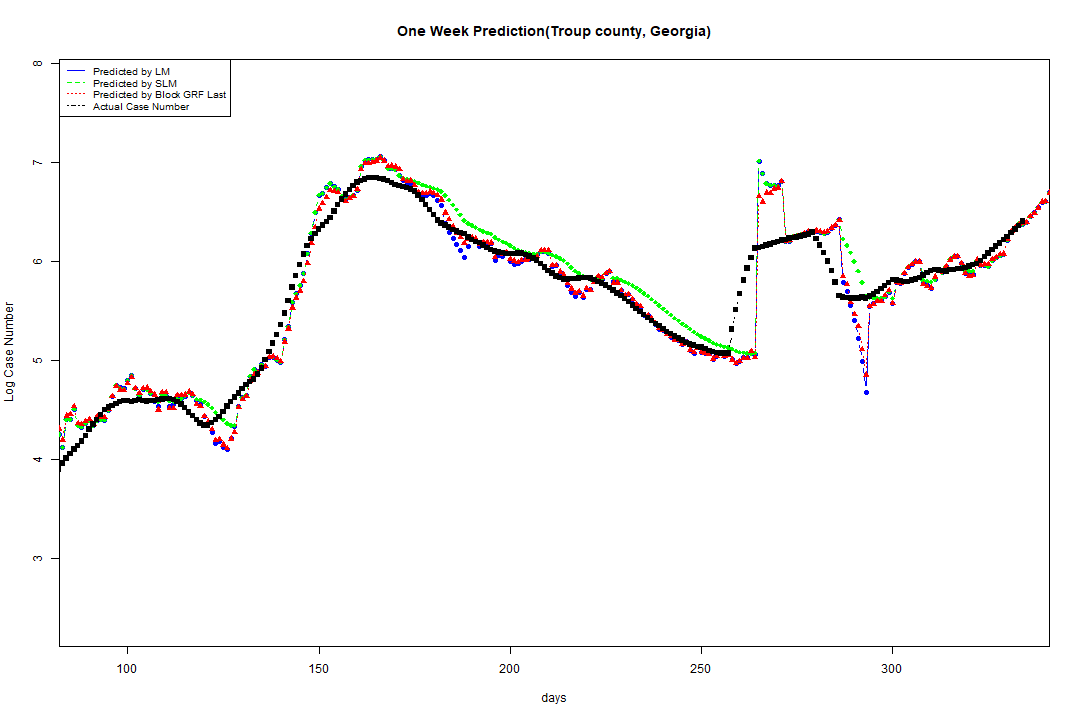 One Week Prediction(Troup county, Georgia)
Predicted by LM
Predicted by SLM
Predicted by Block GRF Last
Actual Case Number
8
7
6
5
4
3
Log Case Number
100
150
200
250
300
days